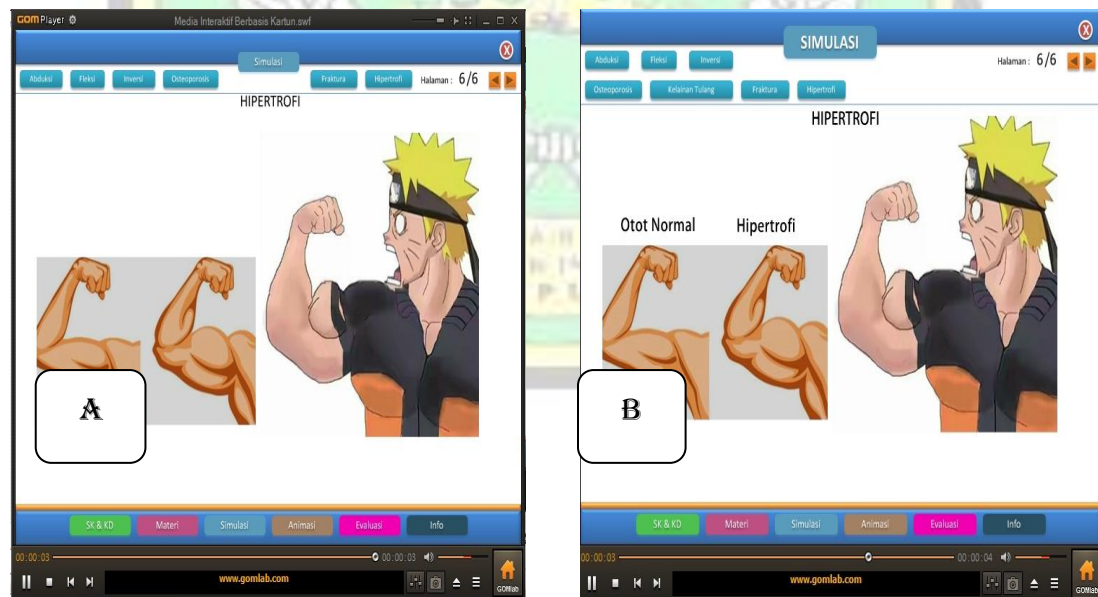 GOM Player
Media Interaktif Berbasis Kartun.swf
Simulasi
Abduksi Fleksi Inversi Osteoporosis Fraktura Hipertrofi Halaman : 6/6
HIPERTROFI
A
SK & KD Materi Simulasi Animasi Evaluasi Info
00:00:03 00:00:03
www.gomlab.com
GOMlab
SIMULASI
Abduksi Fleksi Inversi Halaman : 6/6
Osteoporosis Kelainan Tulang Fraktura Hipertrofi
HIPERTROFI
Otot Normal Hipertrofi
B
SK & KD Materi Simulasi Animasi Evaluasi Info
00:00:03 00:00:04
www.gomlab.com
GOMlab